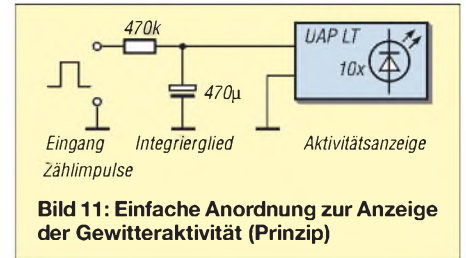 470k
UAP LT
10x
470µ
Eingang Integrierglied Aktivitätsanzeige
Zählimpulse
Bild 11: Einfache Anordnung zur Anzeige
der Gewitteraktivität (Prinzip)